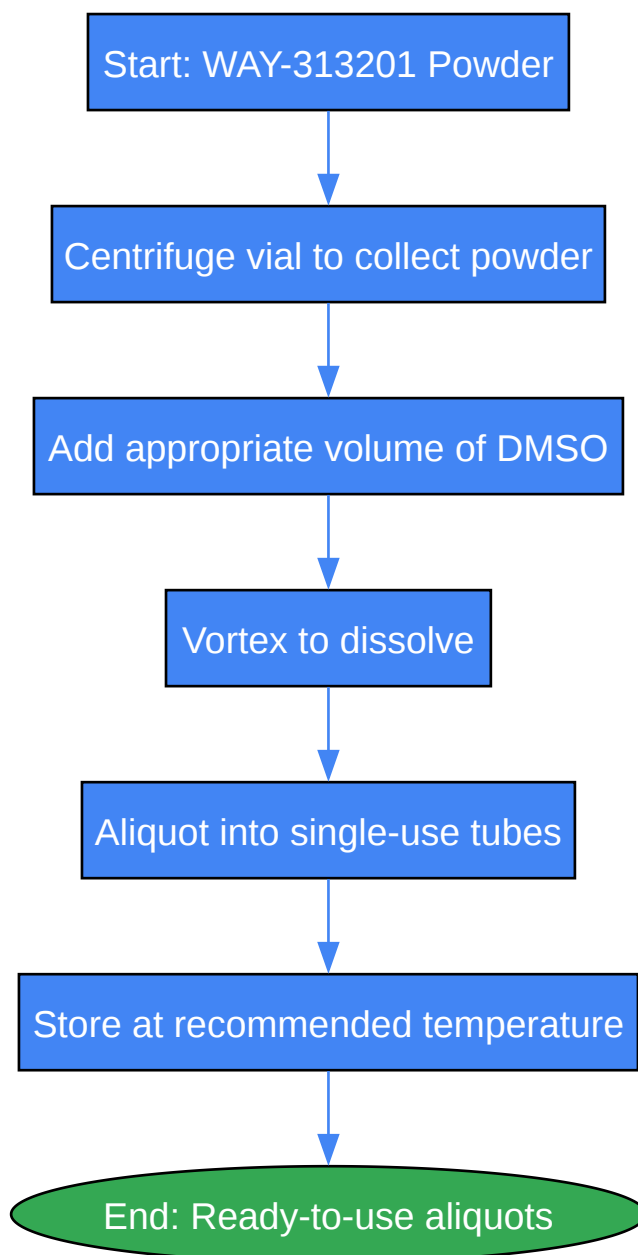 Start: WAY-313201 Powder
Centrifuge vial to collect powder
Add appropriate volume of DMSO
Vortex to dissolve
Aliquot into single-use tubes
Store at recommended temperature
End: Ready-to-use aliquots